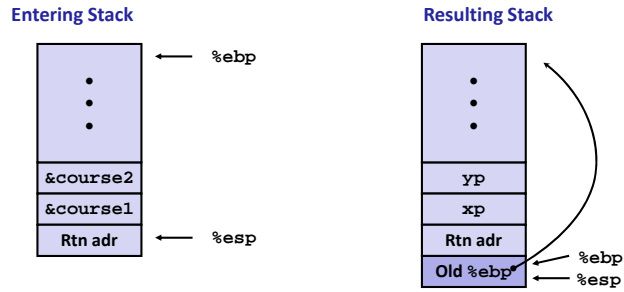 Entering Stack
%ebp
&course2
&course1
Rtn adr
%esp
Resulting Stack
yp
xp
Rtn adr
Old %ebp
%ebp
%esp